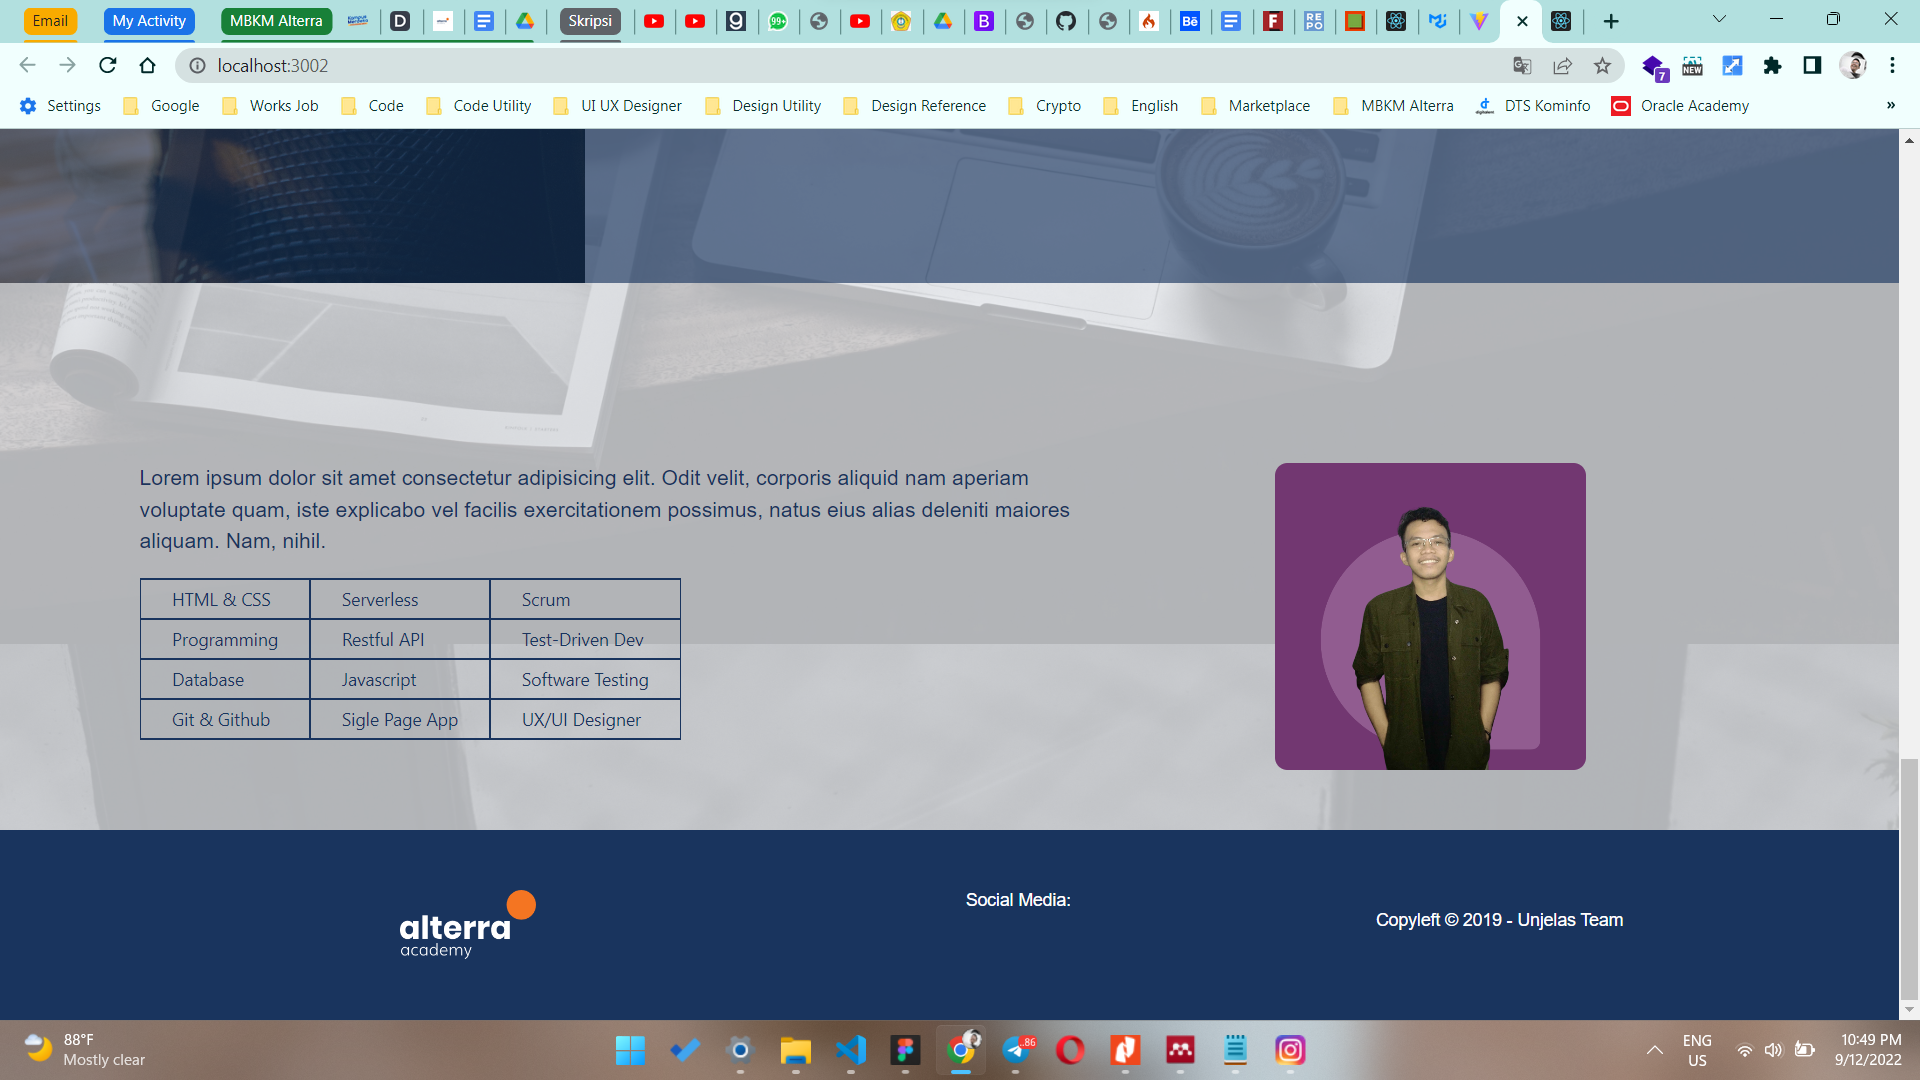 Email
My Activity
MBKM Alterra
Skripsi
localhost:3002
Settings
Google
Works Job
Code
Code Utility
UI UX Designer
Design Utility
Design Reference
Crypto
English
Marketplace
MBKM Alterra
DTS Kominfo
Oracle Academy
»
7
NEW
99+
Lorem ipsum dolor sit amet consectetur adipisicing elit. Odit velit, corporis aliquid nam aperiam
voluptate quam, iste explicabo vel facilis exercitationem possimus, natus eius alias deleniti maiores
aliquam. Nam, nihil.
HTML & CSS Serverless Scrum
Programming Restful API Test-Driven Dev
Database Javascript Software Testing
Git & Github Sigle Page App UX/UI Designer
alterra
academy
Social Media:
Copyleft © 2019 - Unjelas Team
88°F
Mostly clear
ENG
US
10:49 PM
9/12/2022